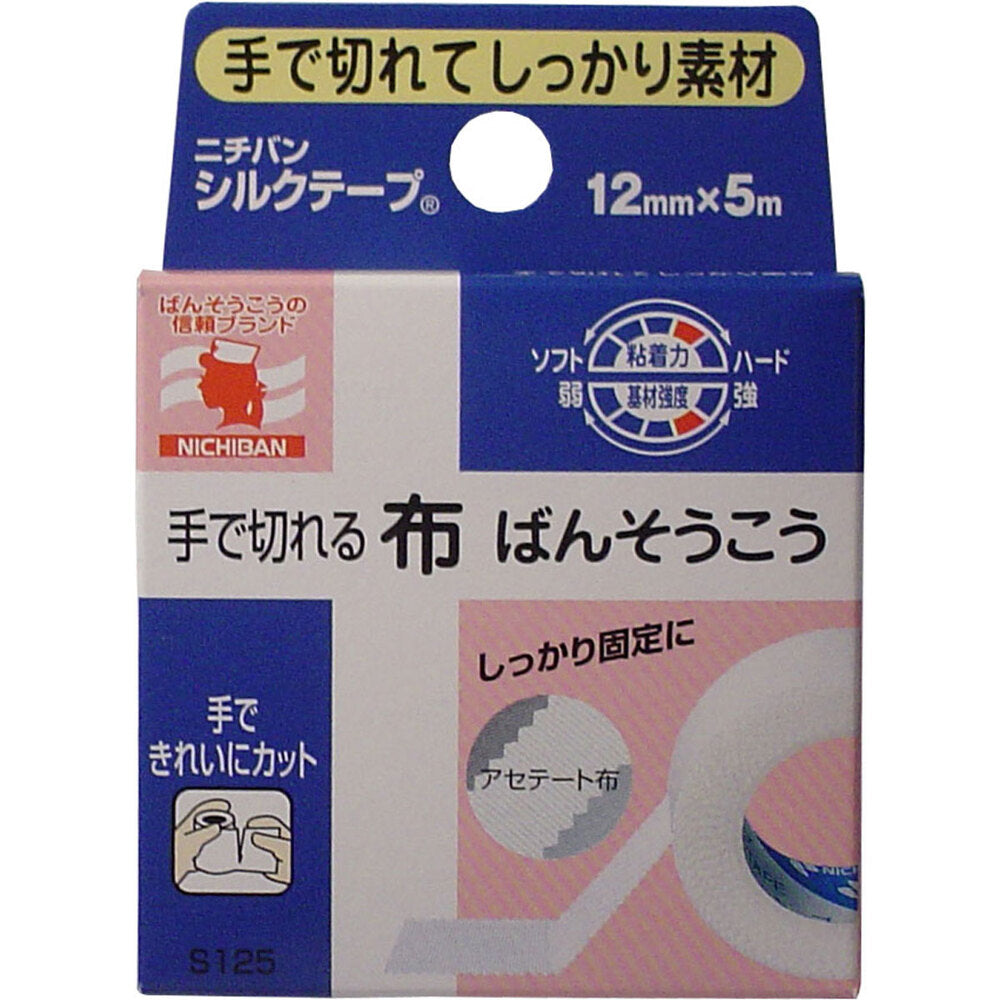 手で切れてしっかり素材
ニチバン
シルクテープ®
12mm×5m
ばんそうこうの
信頼ブランド
NICHIBAN
ソフト 粘着力 ハード
弱 基材強度 強
手で切れる 布 ばんそうこう
しっかり固定に
アセテート布
手で
きれいにカット
NICH
S125